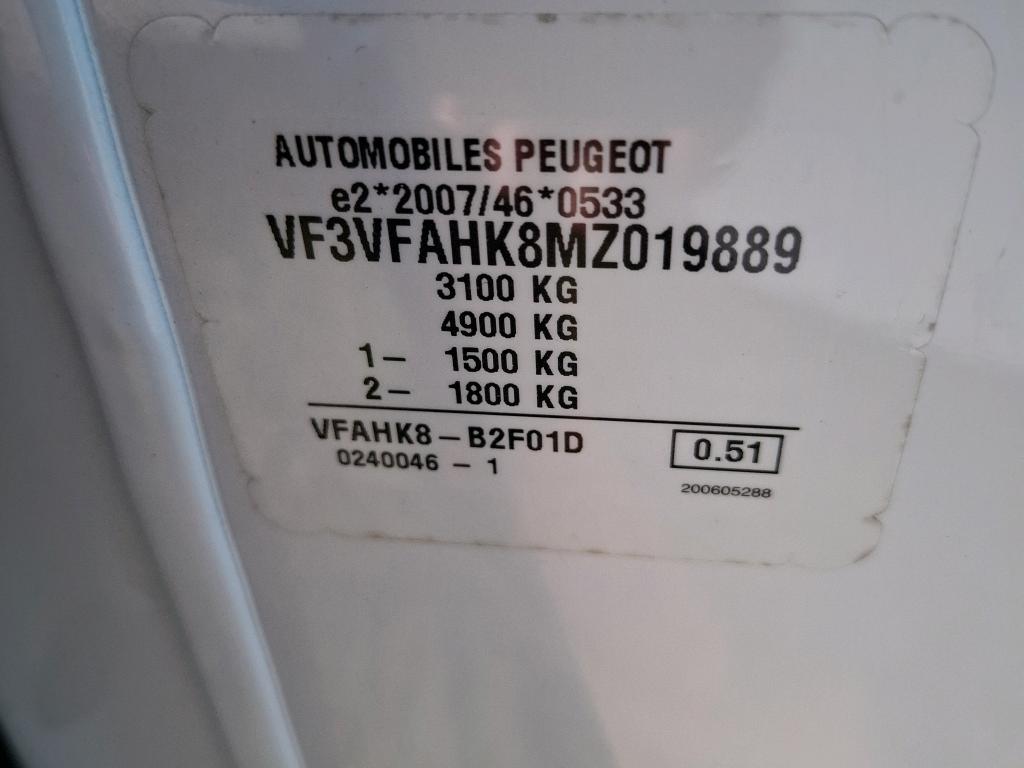 AUTOMOBILES PEUGEOT
e2*2007/46*0533
VF3VFAHK8MZ019889
3100 KG
4900 KG
1- 1500 KG
2- 1800 KG
VFAHK8-B2F01D
0.51
0240046 - 1
200605288